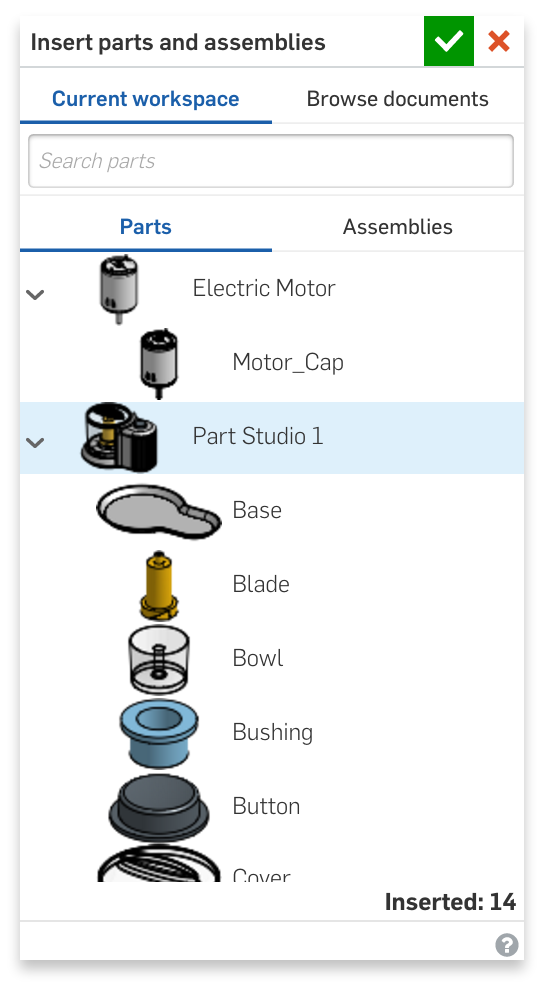 Insert parts and assemblies
Current workspace
Browse documents
Search parts
Parts
Assemblies
Electric Motor
Motor_Cap
Part Studio 1
Base
Blade
Bowl
Bushing
Button
Cover
Inserted: 14
?